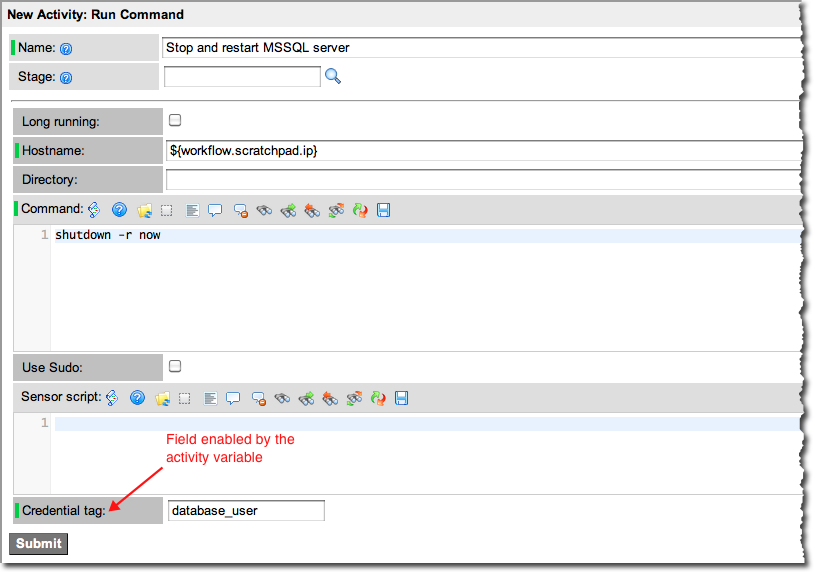 New Activity: Run Command
Name: Stop and restart MSSQL server
Stage:
Long running:
Hostname: ${workflow.scratchpad.ip}
Directory:
Command:
1 shutdown -r now
Use Sudo:
Sensor script:
1
Field enabled by the
activity variable
Credential tag: database_user
Submit